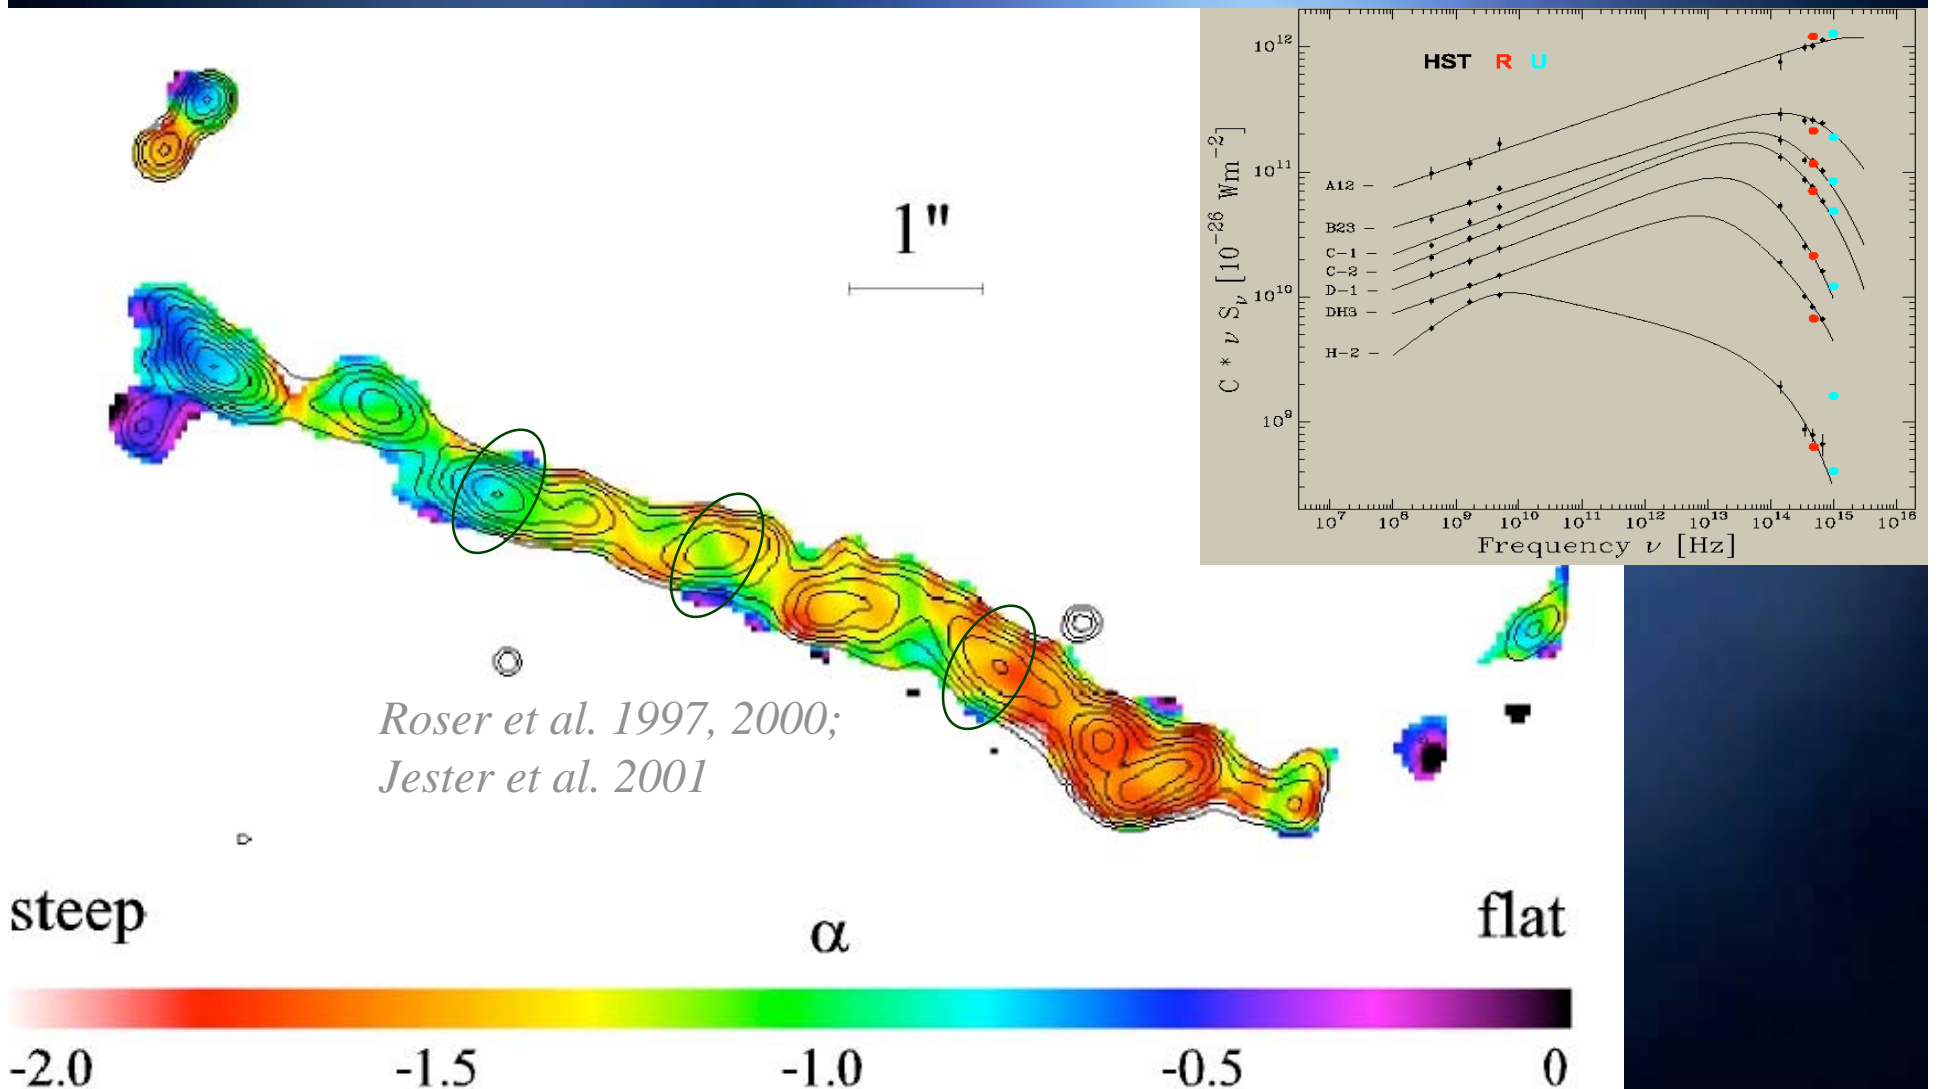 1"
Roser et al. 1997, 2000;
Jester et al. 2001
steep
α
flat
-2.0 -1.5 -1.0 -0.5 0
HST R U
C * ν S_ν [10^-26 Wm^-2]
10^12
10^11
10^10
10^9
A12
B23
C-1
C-2
D-1
DH3
H-2
10^7 10^8 10^9 10^10 10^11 10^12 10^13 10^14 10^15 10^16
Frequency ν [Hz]